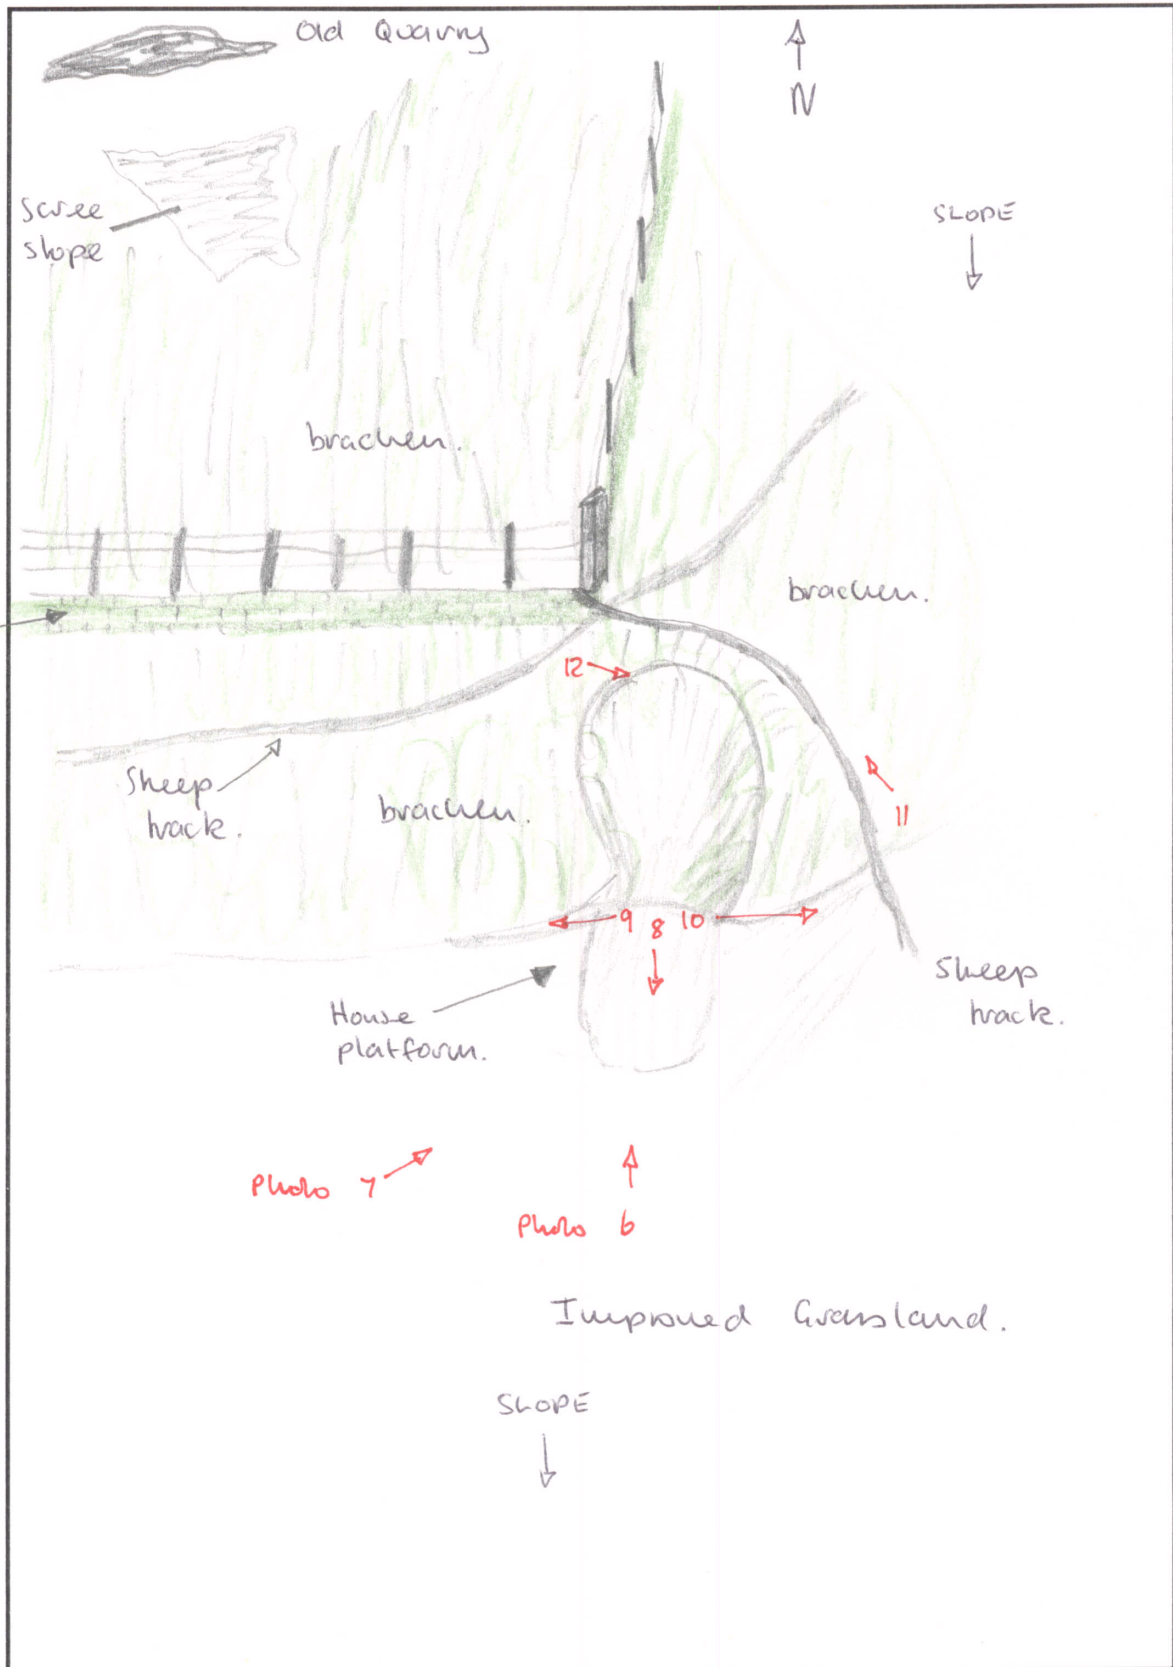 Old Quarry
N
Scree
slope
SLOPE
bracken.
bracken.
12
Sheep
track.
bracken.
11
9 8 10
House
platform.
Sheep
track.
Photo 7
Photo 6
Improved Grassland.
SLOPE